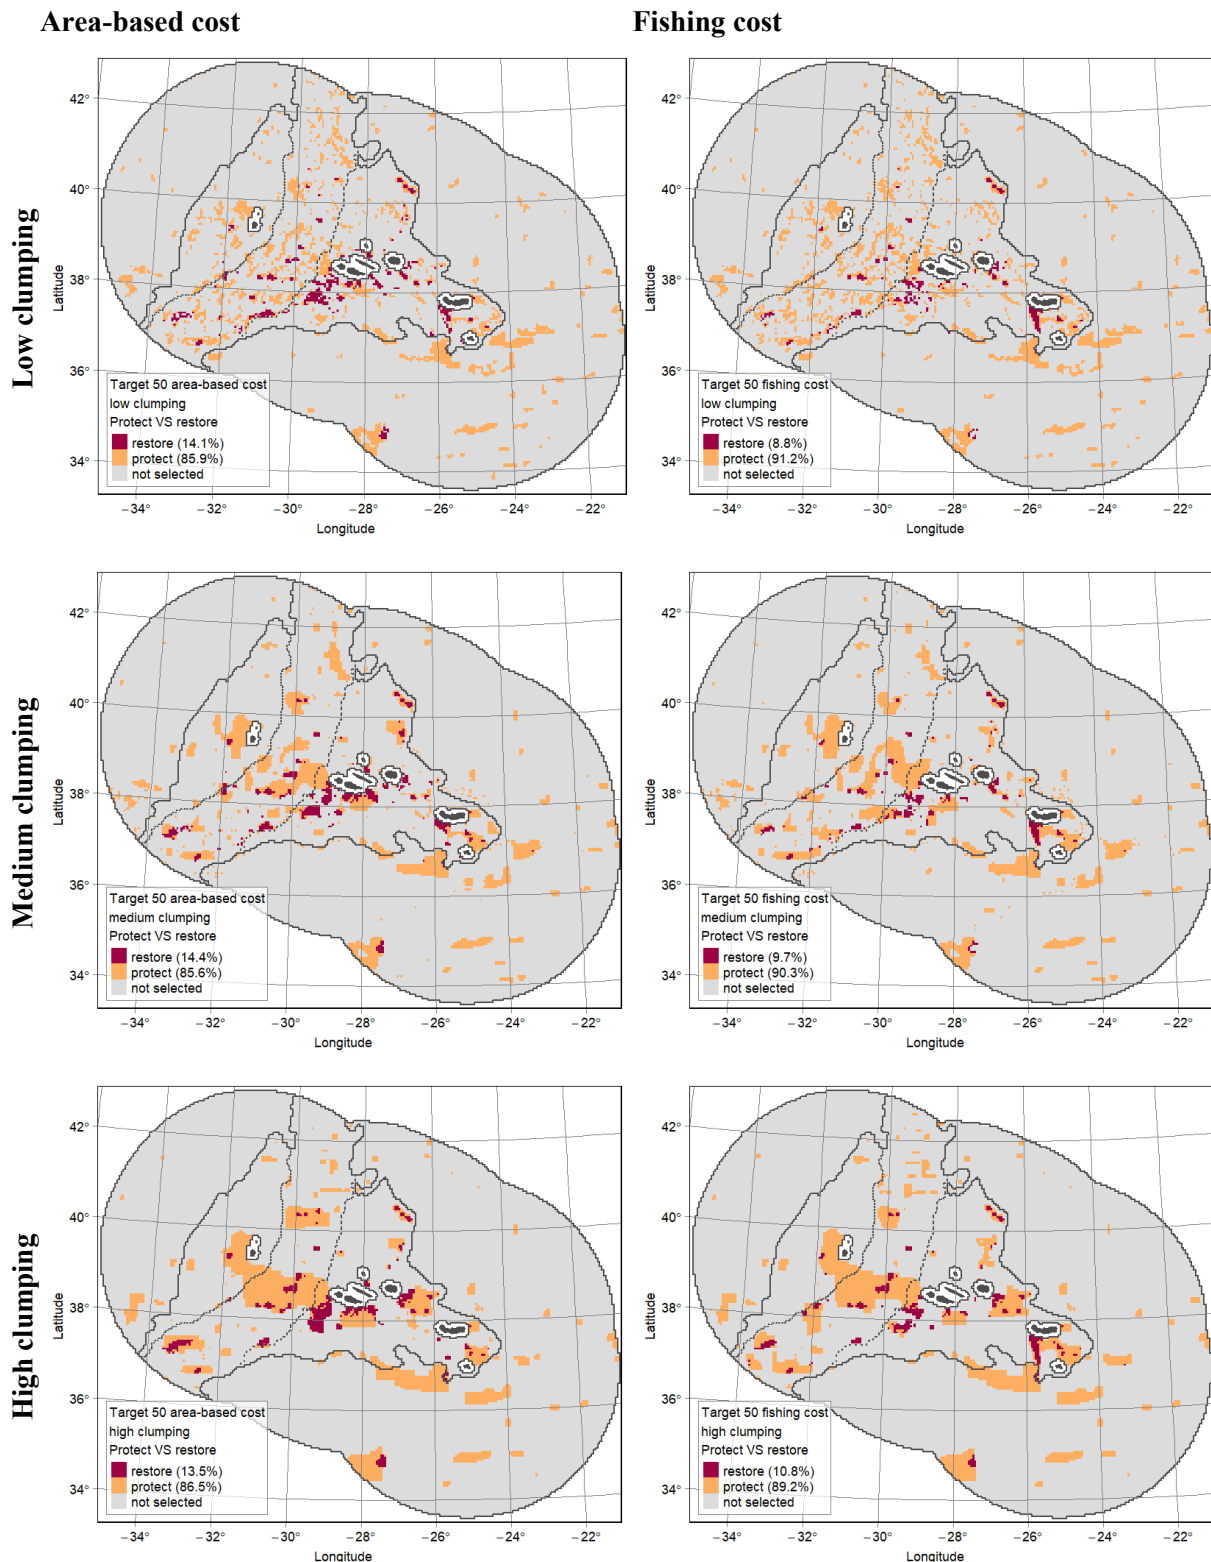 Area-based cost
Fishing cost
Low clumping
42°
40°
38°
36°
34°
Latitude
Target 50 area-based cost
low clumping
Protect VS restore
restore (14.1%)
protect (85.9%)
not selected
−34° −32° −30° −28° −26° −24° −22°
Longitude
42°
40°
38°
36°
34°
Latitude
Target 50 fishing cost
low clumping
Protect VS restore
restore (8.8%)
protect (91.2%)
not selected
−34° −32° −30° −28° −26° −24° −22°
Longitude
Medium clumping
42°
40°
38°
36°
34°
Latitude
Target 50 area-based cost
medium clumping
Protect VS restore
restore (14.4%)
protect (85.6%)
not selected
−34° −32° −30° −28° −26° −24° −22°
Longitude
42°
40°
38°
36°
34°
Latitude
Target 50 fishing cost
medium clumping
Protect VS restore
restore (9.7%)
protect (90.3%)
not selected
−34° −32° −30° −28° −26° −24° −22°
Longitude
High clumping
42°
40°
38°
36°
34°
Latitude
Target 50 area-based cost
high clumping
Protect VS restore
restore (13.5%)
protect (86.5%)
not selected
−34° −32° −30° −28° −26° −24° −22°
Longitude
42°
40°
38°
36°
34°
Latitude
Target 50 fishing cost
high clumping
Protect VS restore
restore (10.8%)
protect (89.2%)
not selected
−34° −32° −30° −28° −26° −24° −22°
Longitude